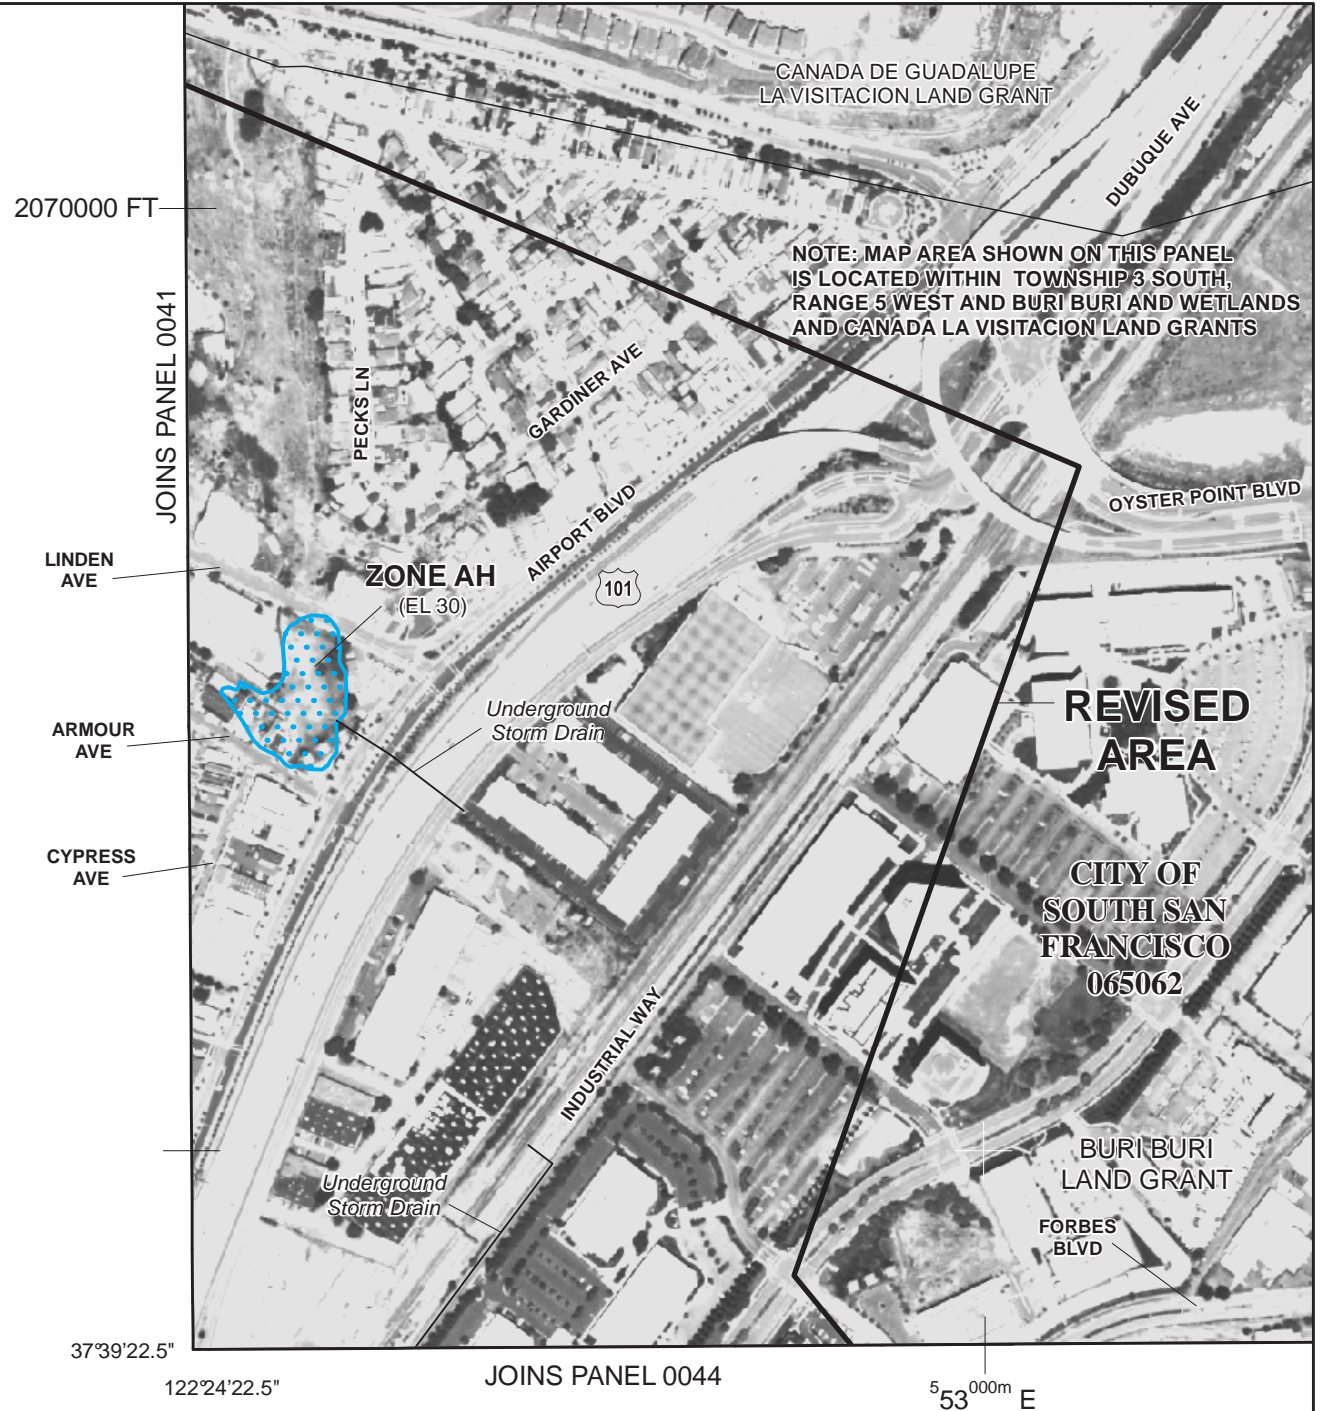 CANADA DE GUADALUPE
LA VISITACION LAND GRANT
DUBUQUE AVE
2070000 FT
NOTE: MAP AREA SHOWN ON THIS PANEL
IS LOCATED WITHIN TOWNSHIP 3 SOUTH,
RANGE 5 WEST AND BURI BURI AND WETLANDS
AND CANADA LA VISITACION LAND GRANTS
JOINS PANEL 0041
PECKS LN
GARDINER AVE
AIRPORT BLVD
OYSTER POINT BLVD
LINDEN
AVE
ZONE AH
(EL 30)
101
Underground
Storm Drain
REVISED
AREA
ARMOUR
AVE
CYPRESS
AVE
CITY OF
SOUTH SAN
FRANCISCO
065062
INDUSTRIAL WAY
BURI BURI
LAND GRANT
Underground
Storm Drain
FORBES
BLVD
37°39'22.5"
122°24'22.5"
JOINS PANEL 0044
553000m E